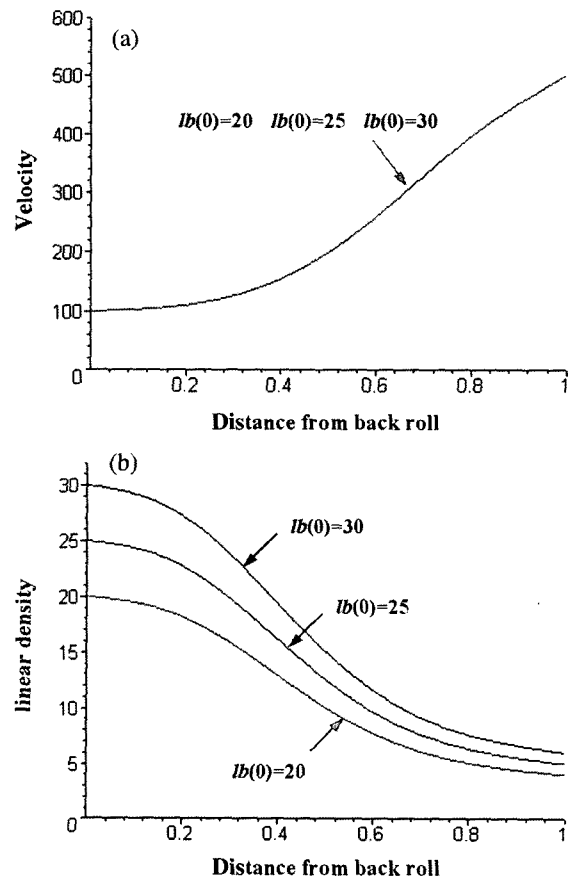 (a)
600
500
400
300
200
100
0
Velocity
lb(0)=20 lb(0)=25 lb(0)=30
0.2 0.4 0.6 0.8 1
Distance from back roll
(b)
30
25
20
15
10
5
0
linear density
lb(0)=30
lb(0)=25
lb(0)=20
0.2 0.4 0.6 0.8 1
Distance from back roll